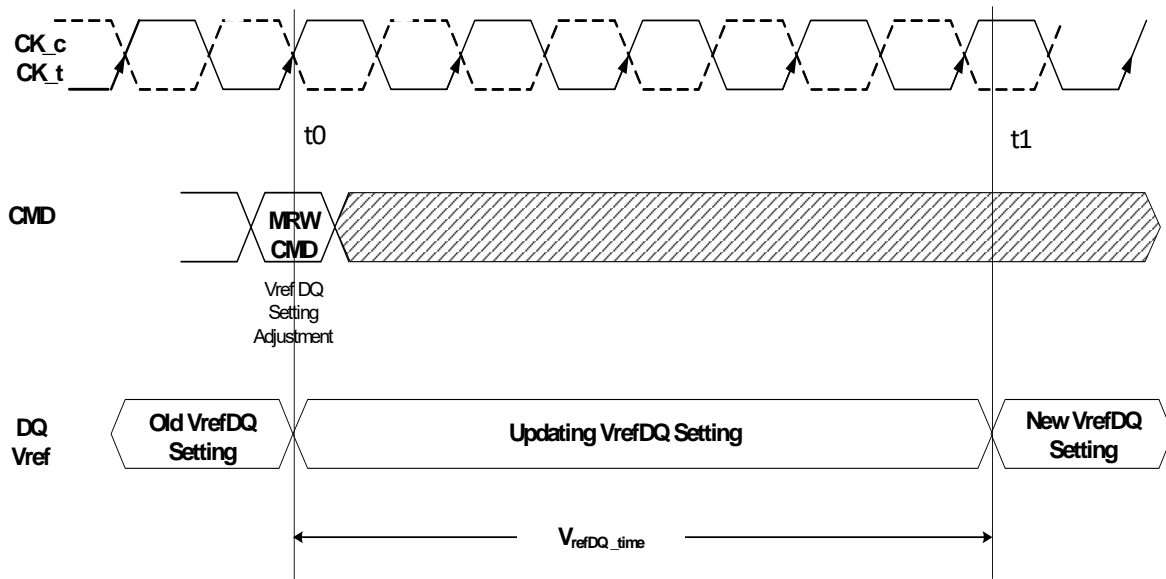 CK_c
CK_t
t0
t1
CMD
MRW
CMD
Vref DQ
Setting
Adjustment
DQ
Vref
Old VrefDQ
Setting
Updating VrefDQ Setting
New VrefDQ
Setting
VrefDQ_time